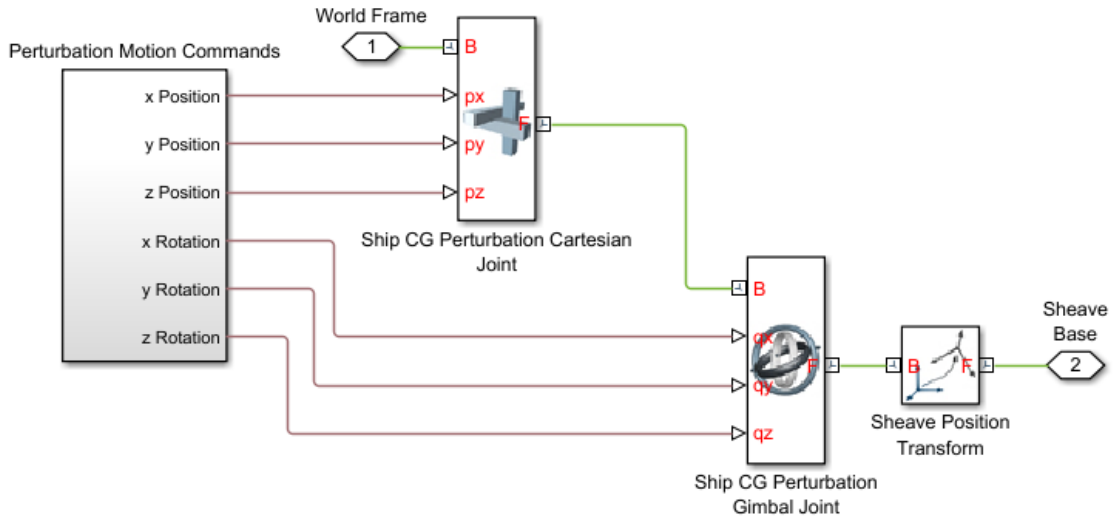 World Frame
1
Perturbation Motion Commands
x Position
y Position
z Position
x Rotation
y Rotation
z Rotation
B
px
py
pz
F
Ship CG Perturbation Cartesian
Joint
B
qx
qy
qz
F
Ship CG Perturbation
Gimbal Joint
B
F
Sheave Position
Transform
Sheave
Base
2